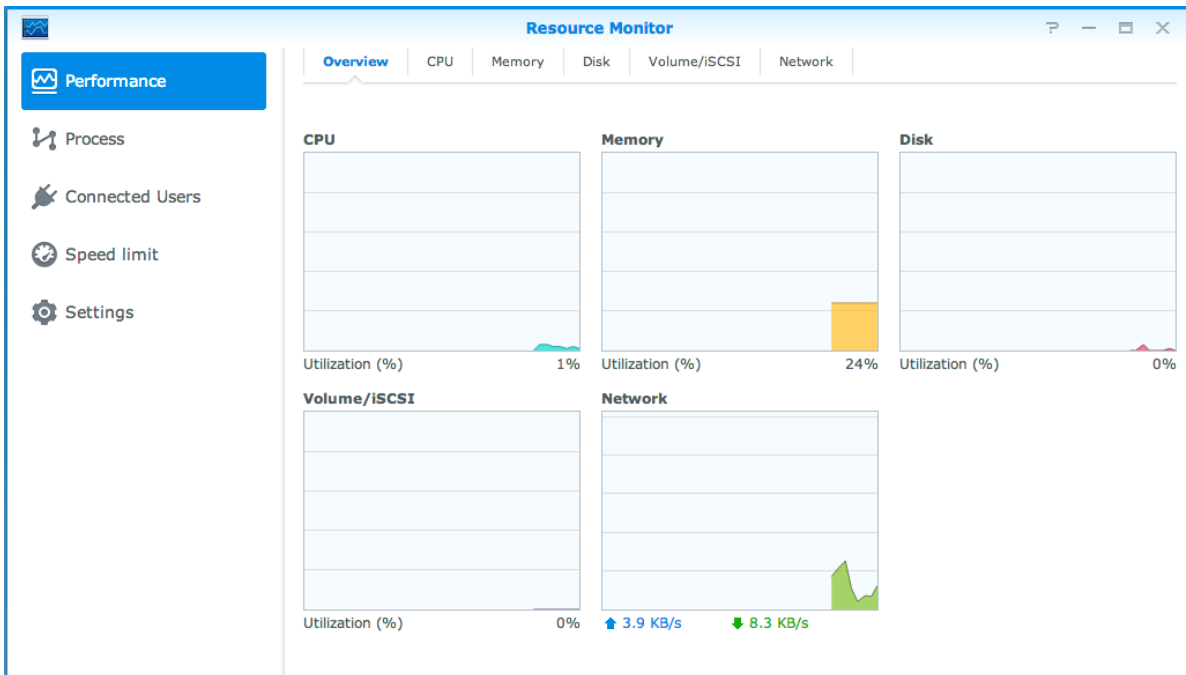 Resource Monitor
Performance
Process
Connected Users
Speed limit
Settings
Overview CPU Memory Disk Volume/iSCSI Network
CPU
Utilization (%) 1%
Memory
Utilization (%) 24%
Disk
Utilization (%) 0%
Volume/iSCSI
Utilization (%) 0%
Network
3.9 KB/s 8.3 KB/s